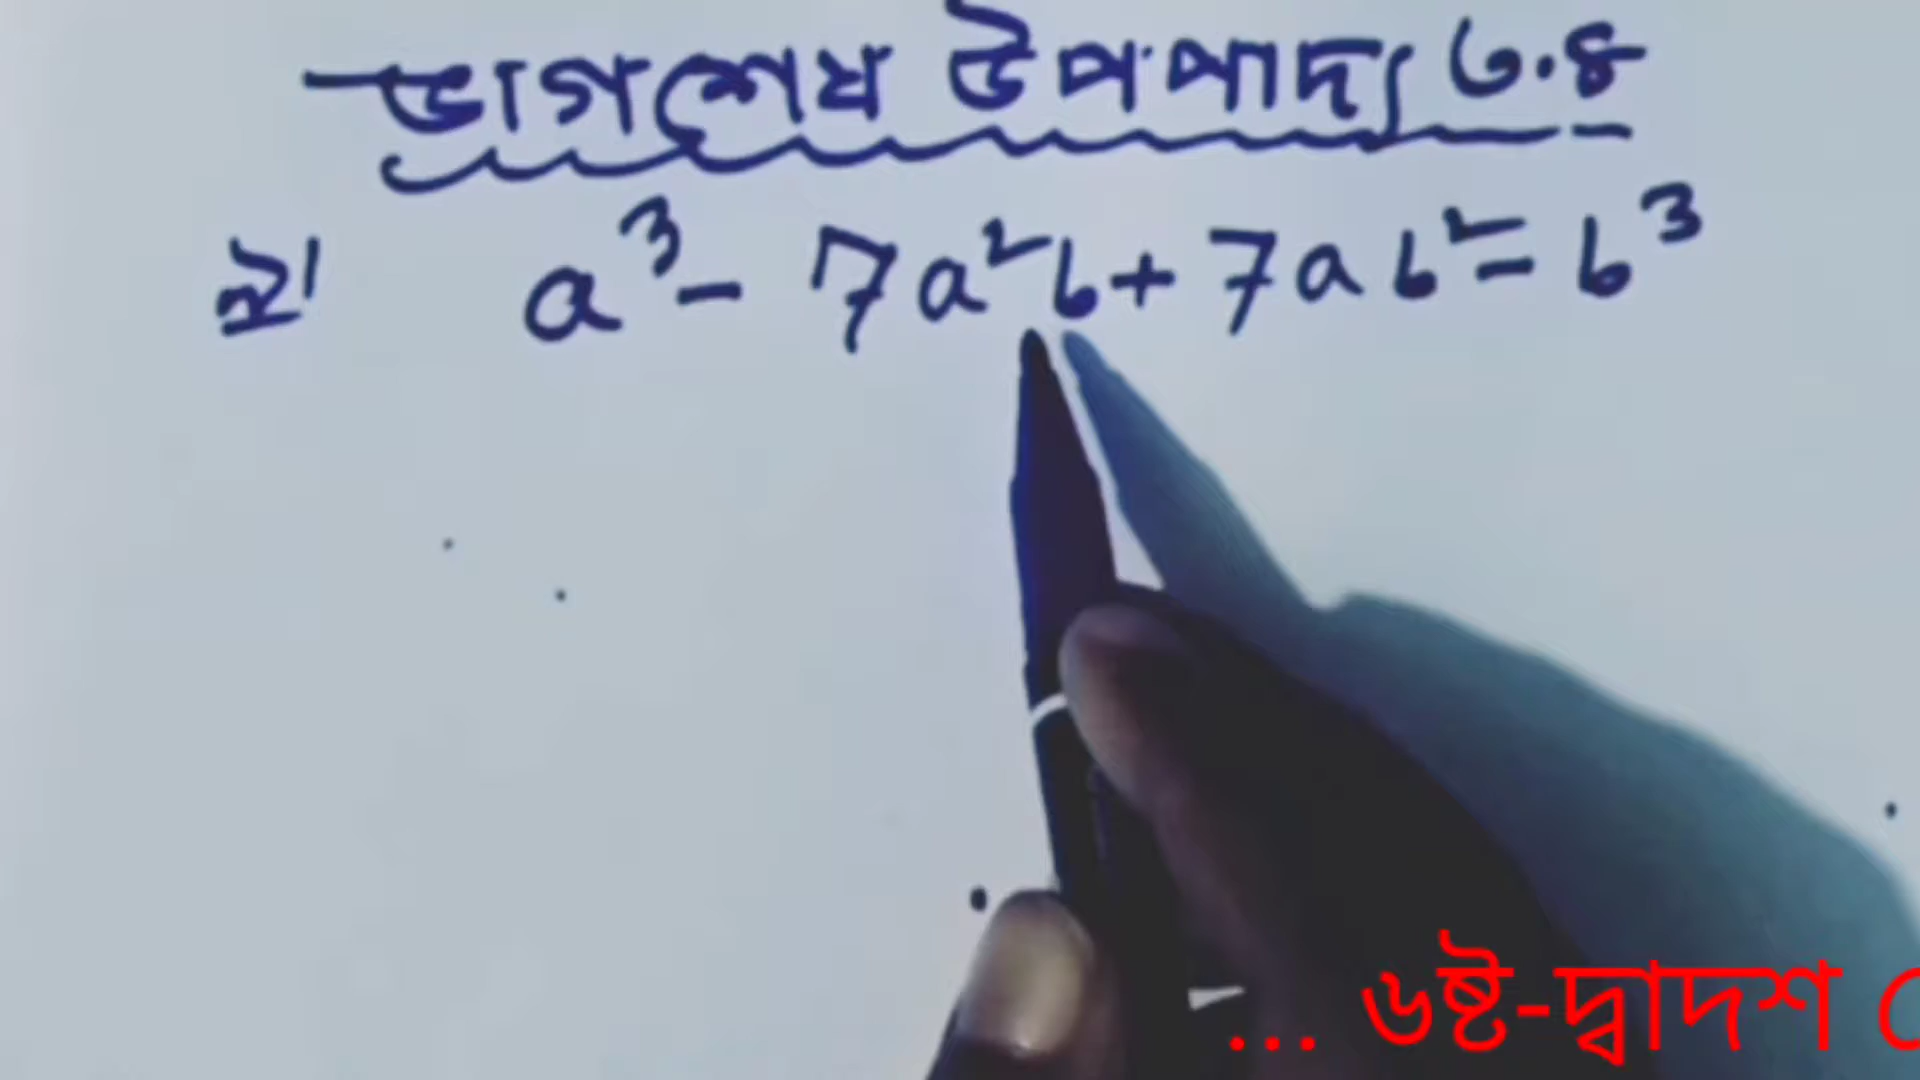 ভাগশেষ উপপাদ্য ৩.৪
২। a³ - 7a²b + 7ab² - b³
... ৬ষ্ট-দ্বাদশ